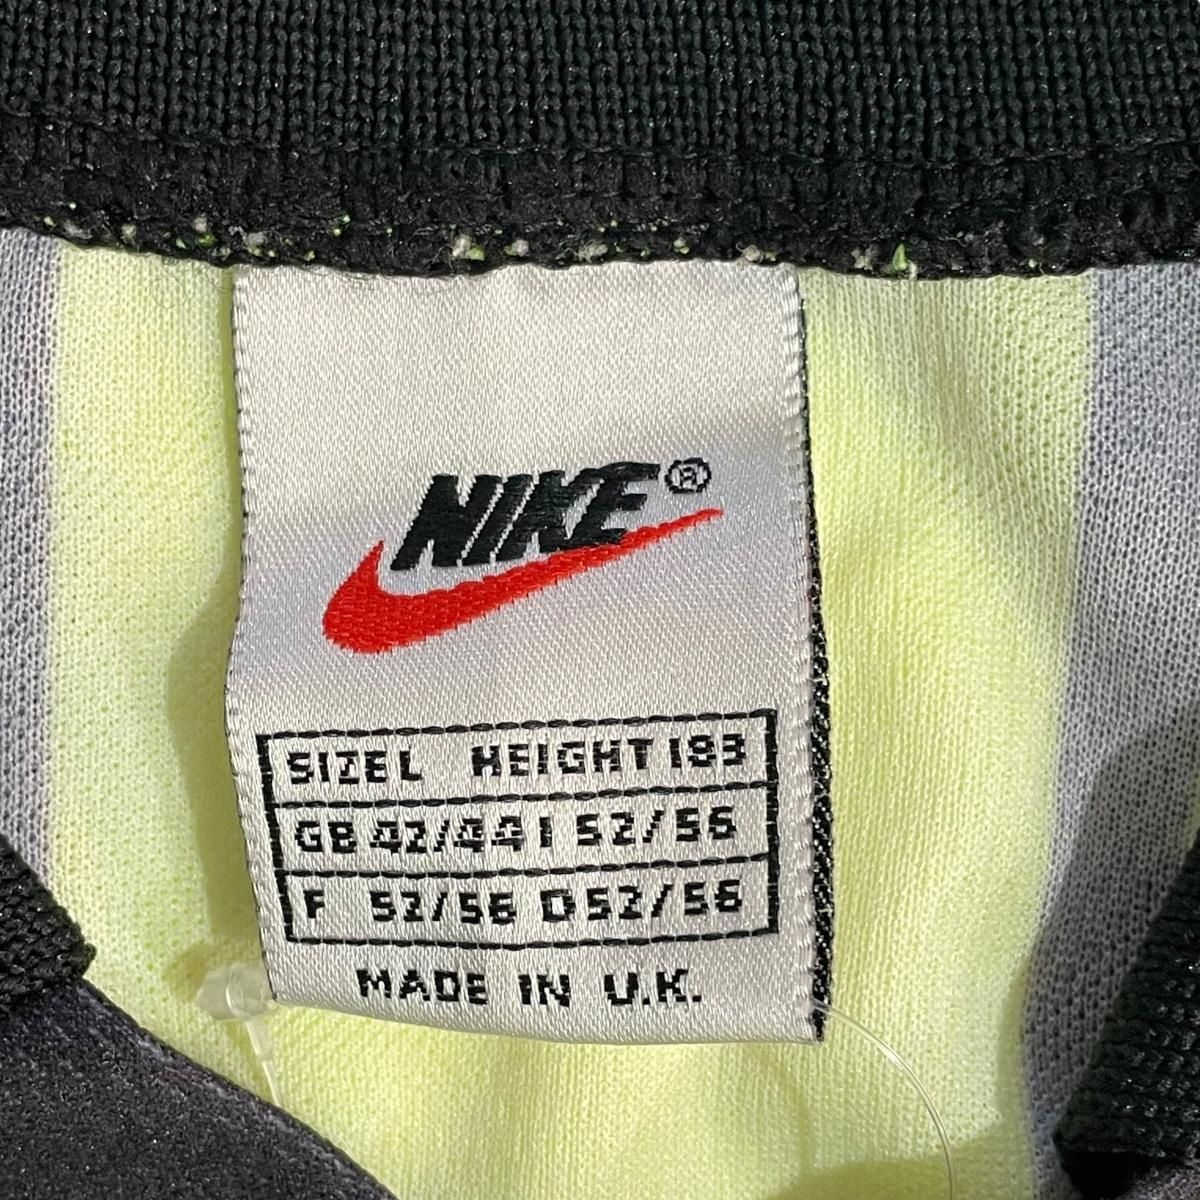 NIKE®
SIZE L HEIGHT 183
GB 42/44 I 52/56
F 52/56 D 52/56
MADE IN U.K.